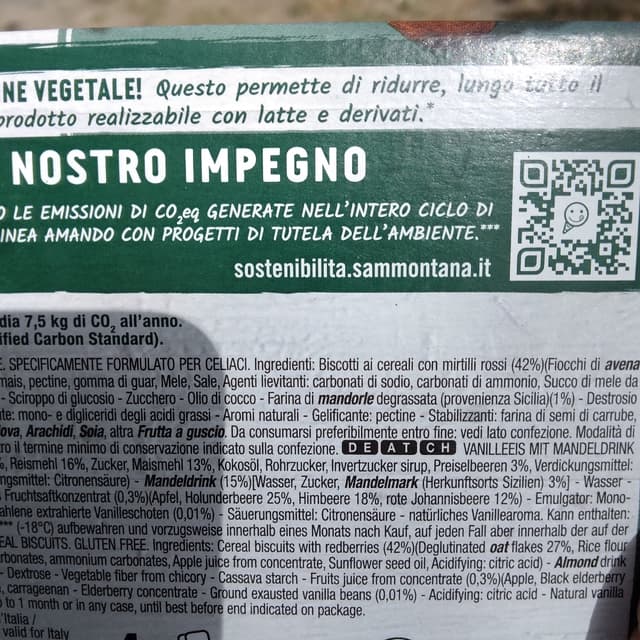 NE VEGETALE! Questo permette di ridurre, lungo tutto il
prodotto realizzabile con latte e derivati.*
NOSTRO IMPEGNO
O LE EMISSIONI DI CO2eq GENERATE NELL'INTERO CICLO DI
LINEA AMANDO CON PROGETTI DI TUTELA DELL'AMBIENTE.***
sostenibilita.sammontana.it
dia 7,5 kg di CO2 all'anno.
ified Carbon Standard).
E. SPECIFICAMENTE FORMULATO PER CELIACI. Ingredienti: Biscotti ai cereali con mirtilli rossi (42%)(Fiocchi di avena
mais, pectine, gomma di guar, Mele, Sale, Agenti lievitanti: carbonati di sodio, carbonati di ammonio, Succo di mele da
- Sciroppo di glucosio - Zucchero - Olio di cocco - Farina di mandorle degrassata (provenienza Sicilia)(1%) - Destrosio
te: mono- e digliceridi degli acidi grassi - Aromi naturali - Gelificante: pectine - Stabilizzanti: farina di semi di carrube,
ova, Arachidi, Soia, altra Frutta a guscio. Da consumarsi preferibilmente entro fine: vedi lato confezione. Modalità di
ro il termine minimo di conservazione indicato sulla confezione. DE AT CH VANILLEEIS MIT MANDELDRINK
%, Reismehl 16%, Zucker, Maismehl 13%, Kokosöl, Rohrzucker, Invertzucker sirup, Preiselbeeren 3%, Verdickungsmittel:
ngsmittel: Citronensäure) - Mandeldrink (15%)[Wasser, Zucker, Mandelmark (Herkunftsorts Sizilien) 3%] - Wasser -
s Fruchtsaftkonzentrat (0,3%)(Apfel, Holunderbeere 25%, Himbeere 18%, rote Johannisbeere 12%) - Emulgator: Mono-
ahlene extrahierte Vanilleschoten (0,01%) - Säuerungsmittel: Citronensäure - natürliches Vanillearoma. Kann enthalten:
*** (-18°C) aufbewahren und vorzugsweise innerhalb eines Monats nach Kauf, auf jeden Fall aber innerhalb der auf der
EAL BISCUITS. GLUTEN FREE. Ingredients: Cereal biscuits with redberries (42%)(Deglutinated oat flakes 27%, Rice flour
arbonates, ammonium carbonates, Apple juice from concentrate, Sunflower seed oil, Acidifying: citric acid) - Almond drink
- Dextrose - Vegetable fiber from chicory - Cassava starch - Fruits juice from concentrate (0,3%)(Apple, Black elderberry
, carrageenan - Elderberry concentrate - Ground exausted vanilla beans (0,01%) - Acidifying: citric acid - Natural vanilla
p to 1 month or in any case, until best before end indicated on package.
l'Italia /
valid for Italy